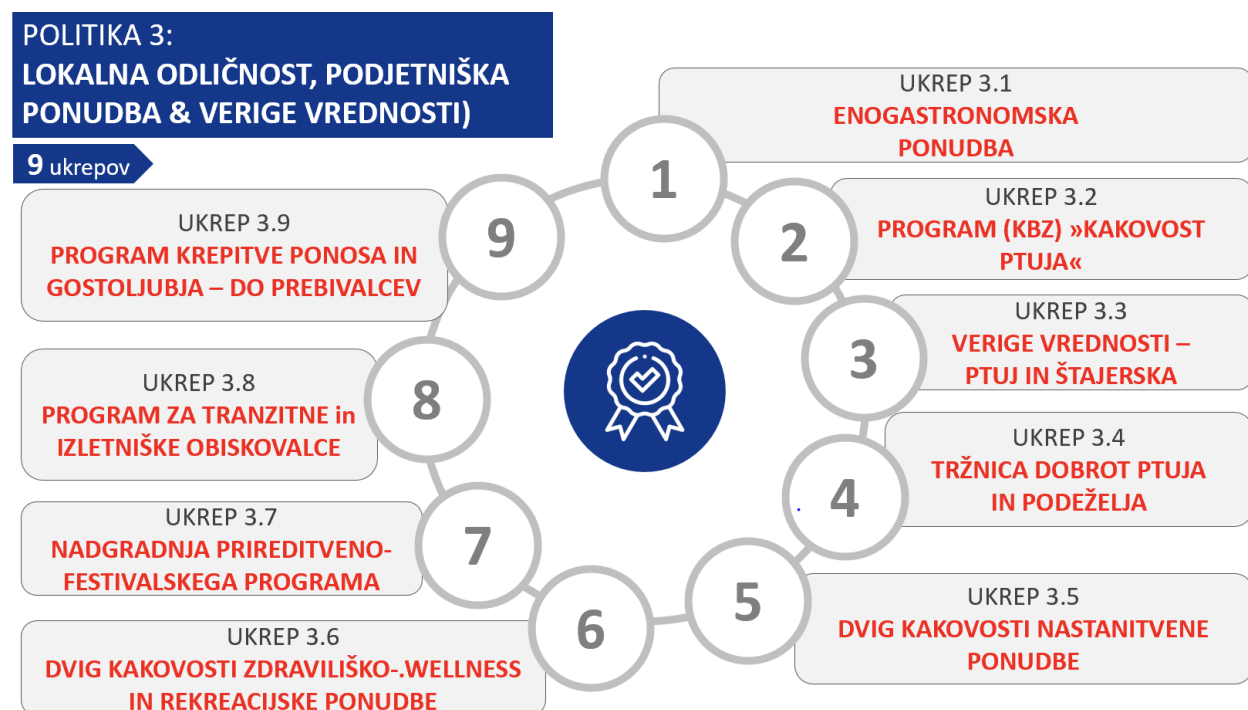 POLITIKA 3:
LOKALNA ODLIČNOST, PODJETNIŠKA
PONUDBA & VERIGE VREDNOSTI)
9 ukrepov
1
UKREP 3.1
ENOGASTRONOMSKA
PONUDBA
2
UKREP 3.2
PROGRAM (KBZ) »KAKOVOST
PTUJA«
3
UKREP 3.3
VERIGE VREDNOSTI –
PTUJ IN ŠTAJERSKA
4
UKREP 3.4
TRŽNICA DOBROT PTUJA
IN PODEŽELJA
5
UKREP 3.5
DVIG KAKOVOSTI NASTANITVENE
PONUDBE
6
UKREP 3.6
DVIG KAKOVOSTI ZDRAVILIŠKO-.WELLNESS
IN REKREACIJSKE PONUDBE
7
UKREP 3.7
NADGRADNJA PRIREDITVENO-
FESTIVALSKEGA PROGRAMA
8
UKREP 3.8
PROGRAM ZA TRANZITNE in
IZLETNIŠKE OBISKOVALCE
9
UKREP 3.9
PROGRAM KREPITVE PONOSA IN
GOSTOLJUBJA – DO PREBIVALCEV